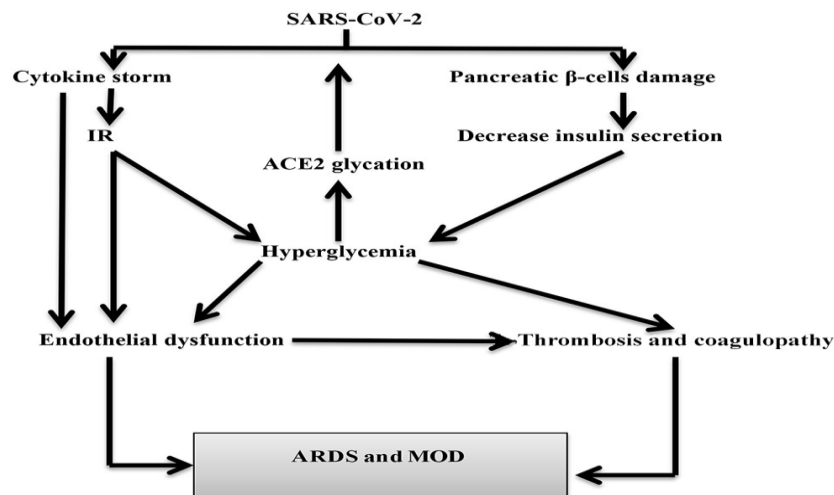 SARS-CoV-2
Cytokine storm
Pancreatic β-cells damage
IR
Decrease insulin secretion
ACE2 glycation
Hyperglycemia
Endothelial dysfunction
Thrombosis and coagulopathy
ARDS and MOD